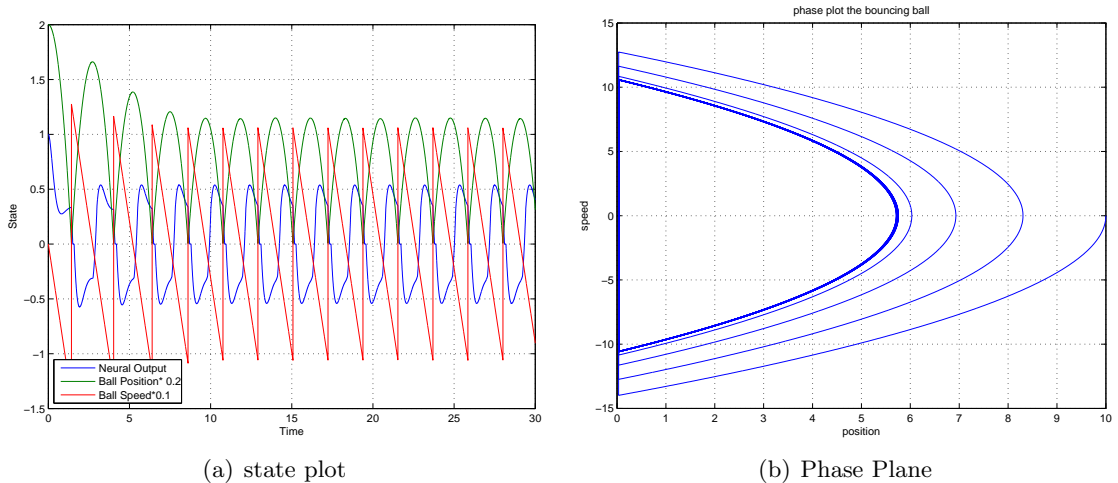 2
1.5
1
0.5
0
−0.5
−1
−1.5
State
0 5 10 15 20 25 30
Time
Neural Output
Ball Position* 0.2
Ball Speed*0.1
(a) state plot
phase plot the bouncing ball
15
10
5
0
−5
−10
−15
speed
0 1 2 3 4 5 6 7 8 9 10
position
(b) Phase Plane